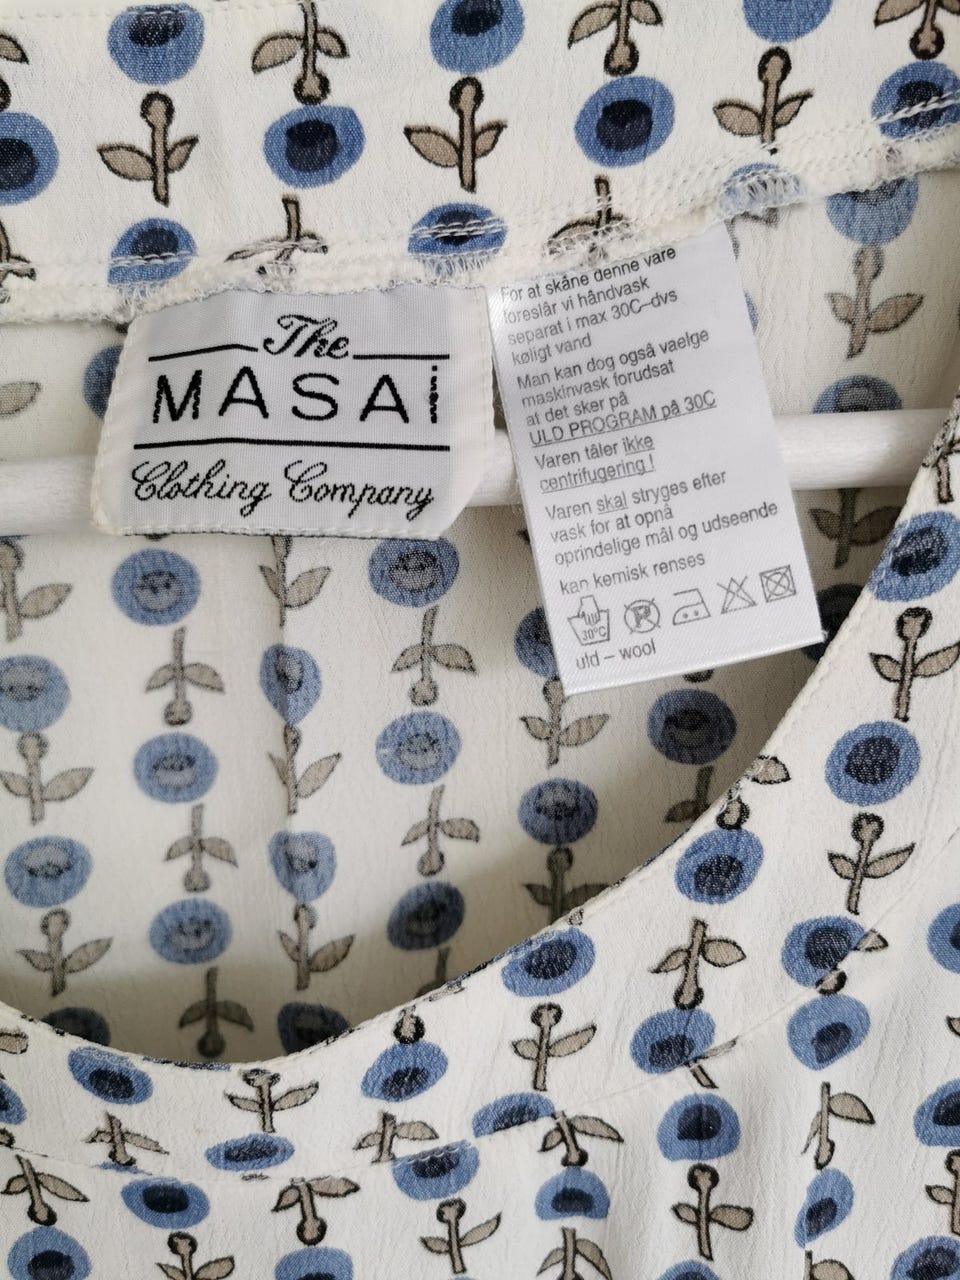 The
MASAi
Clothing Company
For at skåne denne vare
foreslår vi håndvask
separat i max 30C-dvs
køligt vand
Man kan dog også vaelge
maskinvask forudsat
at det sker på
ULD PROGRAM på 30C
Varen tåler ikke
centrifugering !
Varen skal stryges efter
vask for at opnå
oprindelige mål og udseende
kan kemisk renses
30°C P
uld – wool